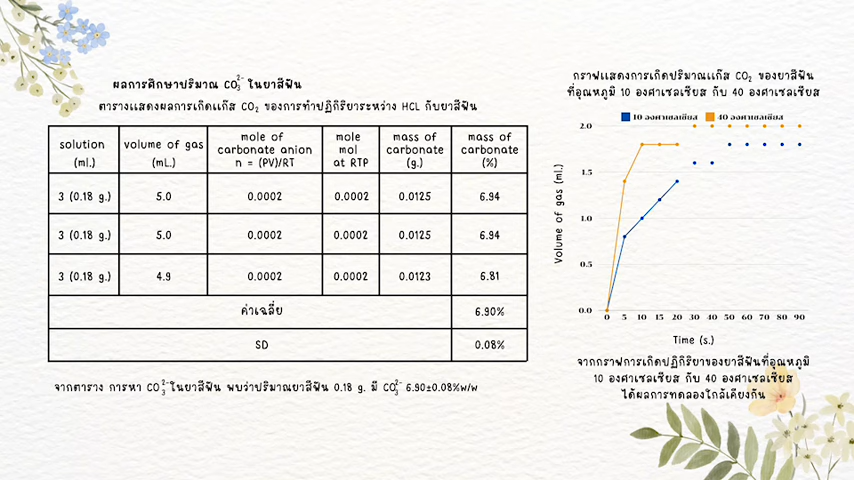 ผลการศึกษาปริมาณ CO₃²⁻ ในยาสีฟัน
ตารางแสดงผลการเกิดแก๊ส CO₂ ของการทำปฏิกิริยาระหว่าง HCL กับยาสีฟัน
solution (ml.) volume of gas (mL.) mole of carbonate anion n = (PV)/RT mole mol at RTP mass of carbonate (g.) mass of carbonate (%)
3 (0.18 g.) 5.0 0.0002 0.0002 0.0125 6.94
3 (0.18 g.) 5.0 0.0002 0.0002 0.0125 6.94
3 (0.18 g.) 4.9 0.0002 0.0002 0.0123 6.81
ค่าเฉลี่ย 6.90%
SD 0.08%
จากตาราง การหา CO₃²⁻ ในยาสีฟัน พบว่าปริมาณยาสีฟัน 0.18 g. มี CO₃²⁻ 6.90±0.08%w/w
กราฟแสดงการเกิดปริมาณแก๊ส CO₂ ของยาสีฟัน
ที่อุณหภูมิ 10 องศาเซลเซียส กับ 40 องศาเซลเซียส
10 องศาเซลเซียส 40 องศาเซลเซียส
2.0
1.5
1.0
0.5
0.0
Volume of gas (ml.)
0 5 10 15 20 30 40 50 60 70 80 90
Time (s.)
จากกราฟการเกิดปฏิกิริยาของยาสีฟันที่อุณหภูมิ
10 องศาเซลเซียส กับ 40 องศาเซลเซียส
ได้ผลการทดลองใกล้เคียงกัน